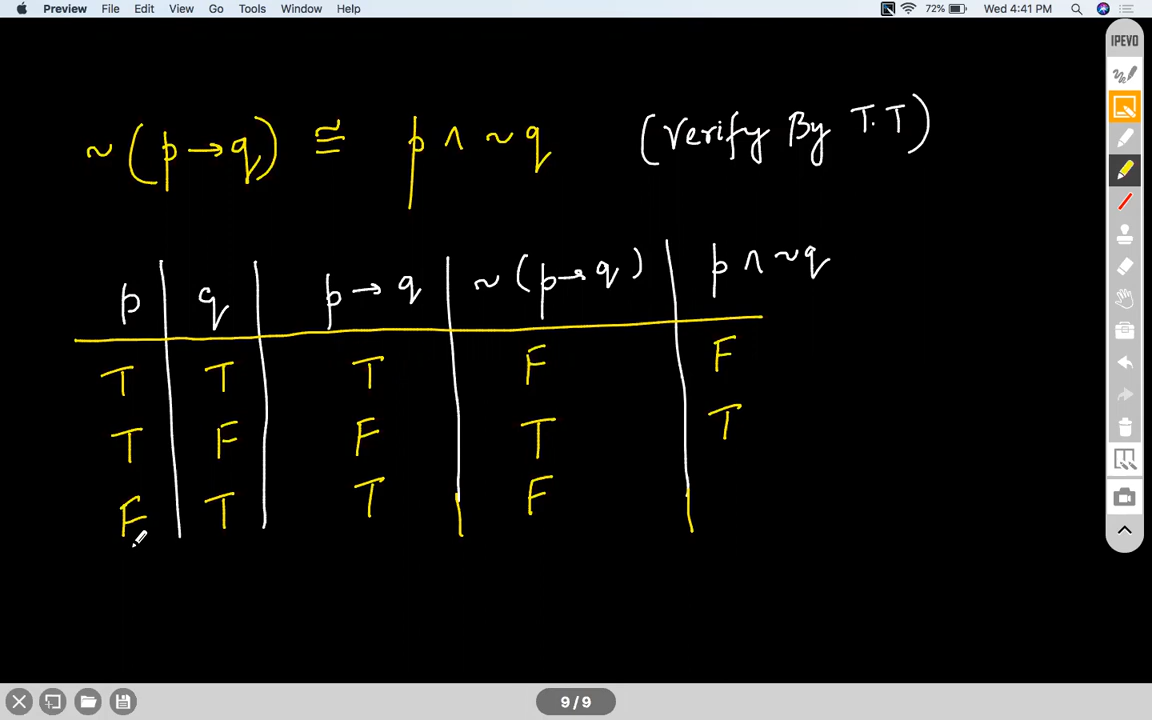 Preview File Edit View Go Tools Window Help 72% Wed 4:41 PM
IPEVO
~(p→q) ≅ p ∧ ~q (Verify By T.T)
p q p→q ~(p→q) p ∧ ~q
T T T F F
T F F T T
F T T F
9 / 9